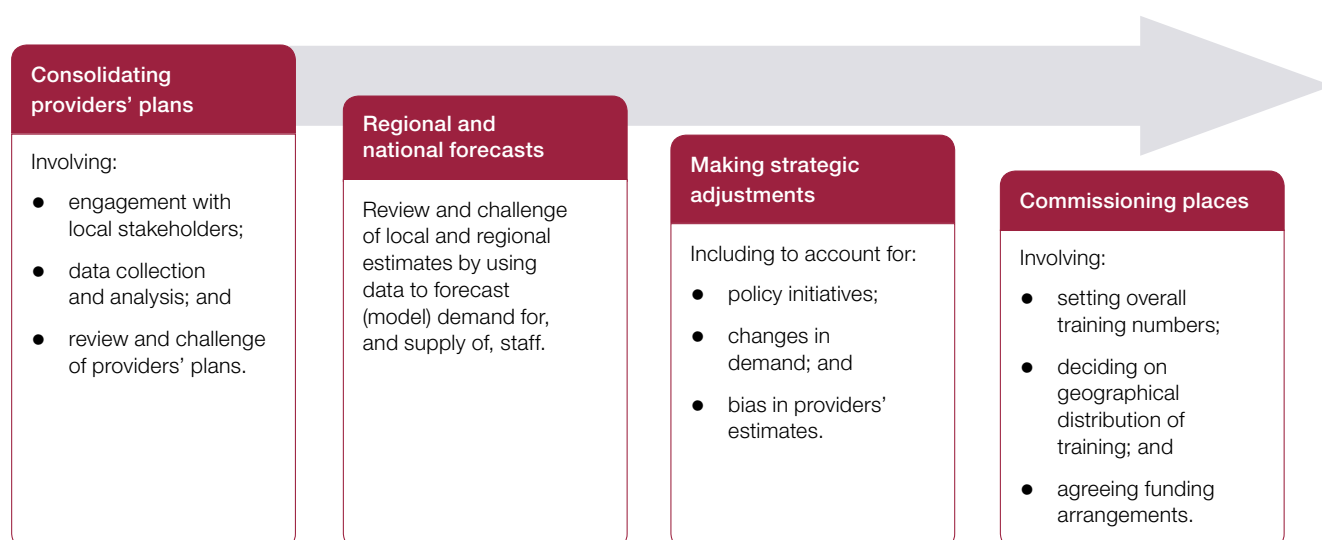 Consolidating
providers’ plans
Involving:
● engagement with
local stakeholders;
● data collection
and analysis; and
● review and challenge
of providers’ plans.
Regional and
national forecasts
Review and challenge
of local and regional
estimates by using
data to forecast
(model) demand for,
and supply of, staff.
Making strategic
adjustments
Including to account for:
● policy initiatives;
● changes in
demand; and
● bias in providers’
estimates.
Commissioning places
Involving:
● setting overall
training numbers;
● deciding on
geographical
distribution of
training; and
● agreeing funding
arrangements.